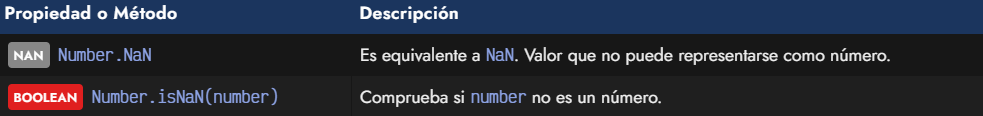 Propiedad o Método Descripción
NAN Number.NaN Es equivalente a NaN. Valor que no puede representarse como número.
BOOLEAN Number.isNaN(number) Comprueba si number no es un número.